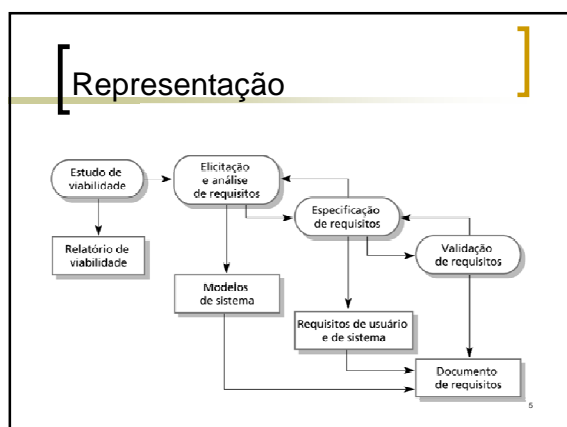 Representação
Estudo de
viabilidade
Elicitação
e análise
de requisitos
Especificação
de requisitos
Validação
de requisitos
Relatório de
viabilidade
Modelos
de sistema
Requisitos de usuário
e de sistema
Documento
de requisitos
5